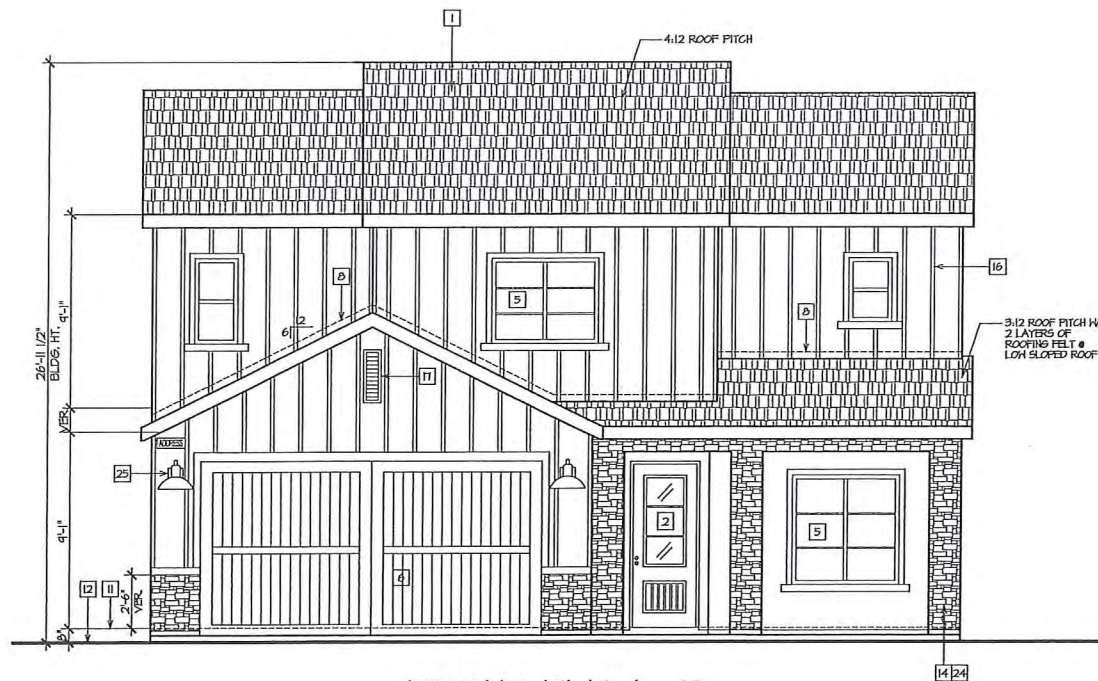 1
4:12 ROOF PITCH
26'-11 1/2"
BLDG. HT.
9'-1"
VER.
9'-1"
8"
8
12
6
5
17
8
16
3:12 ROOF PITCH W/
2 LAYERS OF
ROOFING FELT @
LOW SLOPED ROOF
ADDRESS
25
2
5
6
12
11
2'-6"
VER.
14 24